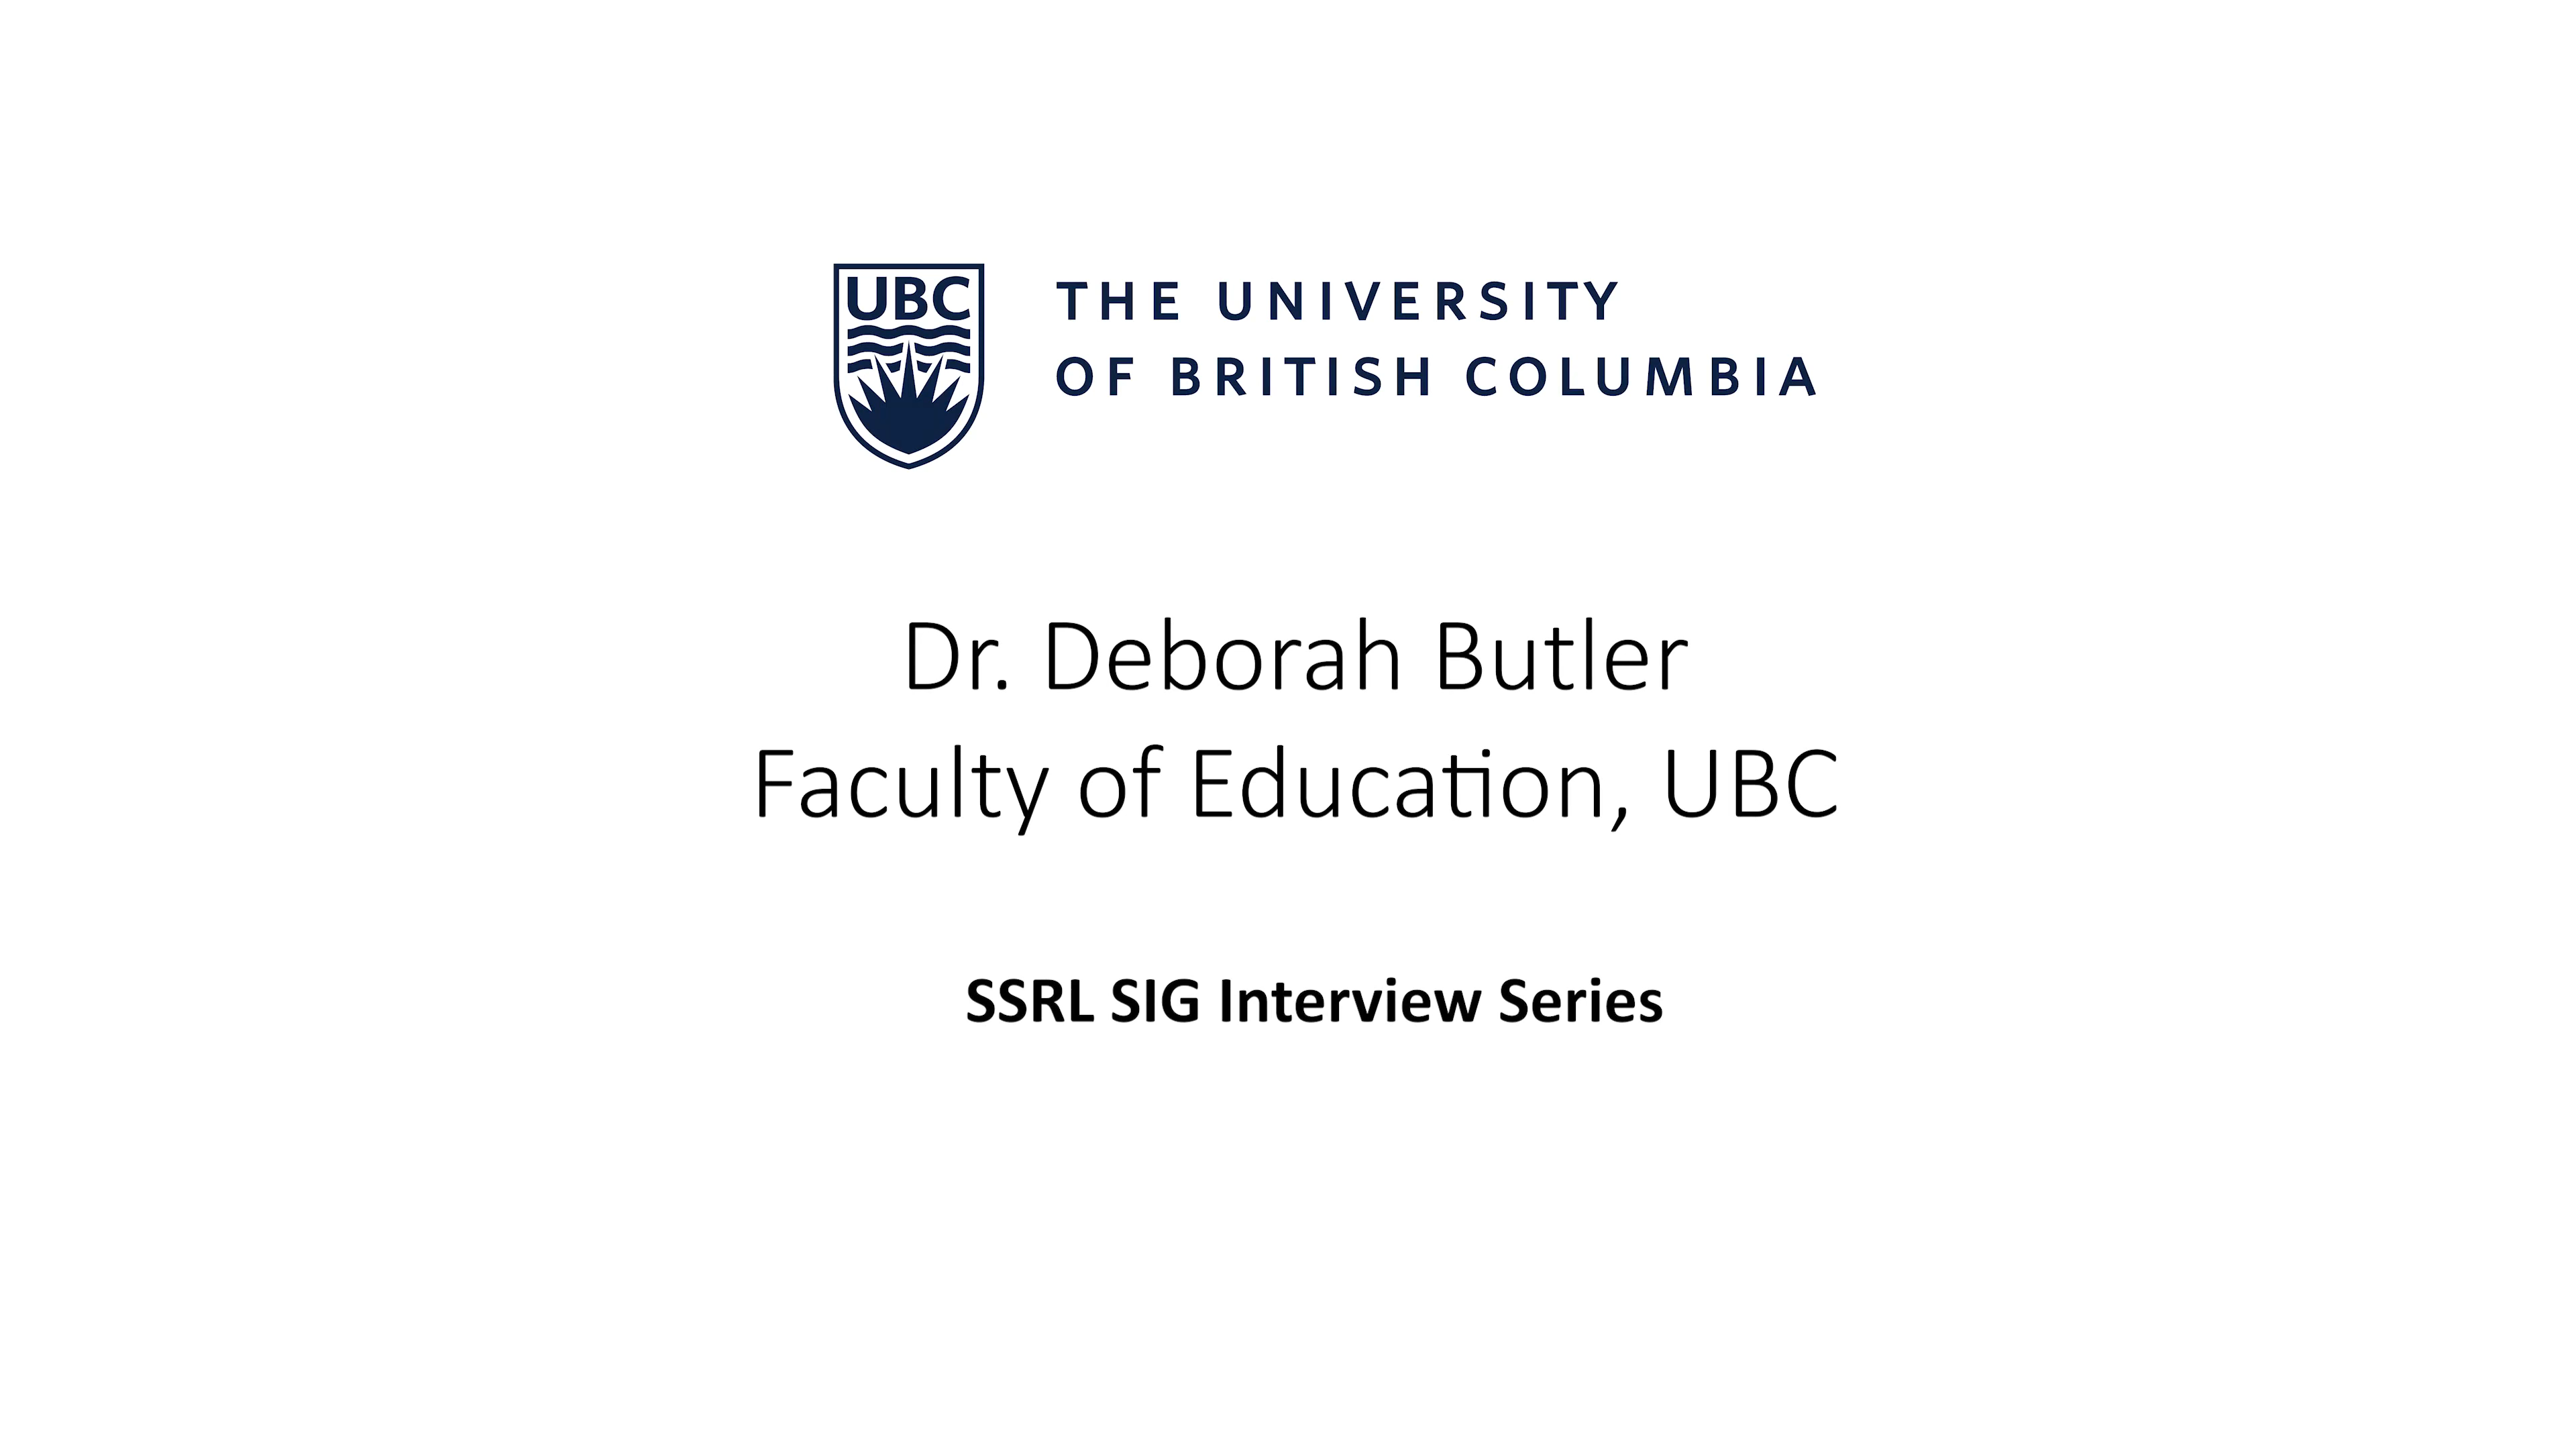 UBC
THE UNIVERSITY
OF BRITISH COLUMBIA
Dr. Deborah Butler
Faculty of Education, UBC
SSRL SIG Interview Series